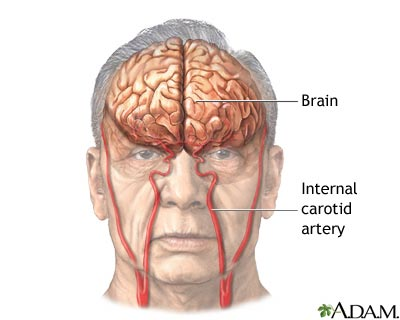 Brain
Internal
carotid
artery
A.D.A.M.